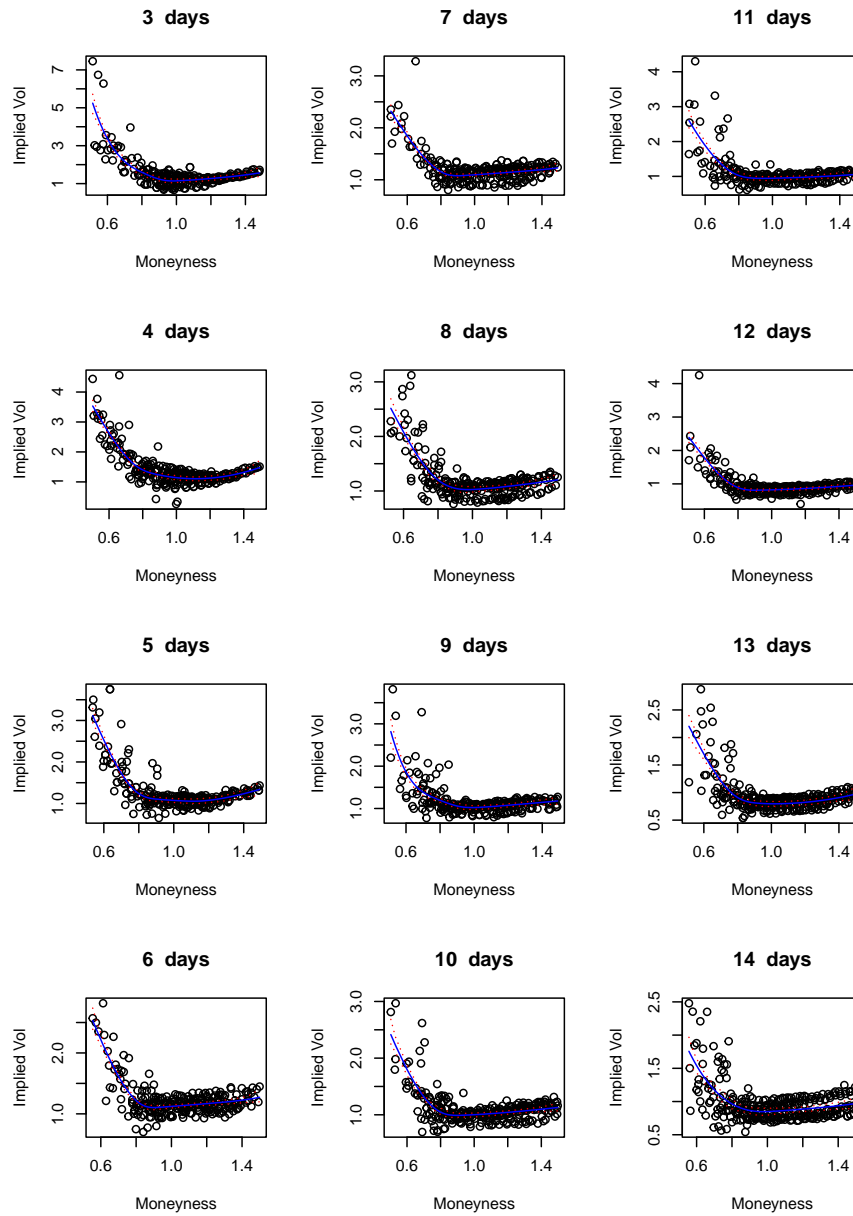 3 days
Implied Vol
1 3 5 7
0.6 1.0 1.4
Moneyness
7 days
Implied Vol
1.0 2.0 3.0
0.6 1.0 1.4
Moneyness
11 days
Implied Vol
1 2 3 4
0.6 1.0 1.4
Moneyness
4 days
Implied Vol
1 2 3 4
0.6 1.0 1.4
Moneyness
8 days
Implied Vol
1.0 2.0 3.0
0.6 1.0 1.4
Moneyness
12 days
Implied Vol
1 2 3 4
0.6 1.0 1.4
Moneyness
5 days
Implied Vol
1.0 2.0 3.0
0.6 1.0 1.4
Moneyness
9 days
Implied Vol
1.0 2.0 3.0
0.6 1.0 1.4
Moneyness
13 days
Implied Vol
0.5 1.5 2.5
0.6 1.0 1.4
Moneyness
6 days
Implied Vol
1.0 2.0
0.6 1.0 1.4
Moneyness
10 days
Implied Vol
1.0 2.0 3.0
0.6 1.0 1.4
Moneyness
14 days
Implied Vol
0.5 1.5 2.5
0.6 1.0 1.4
Moneyness